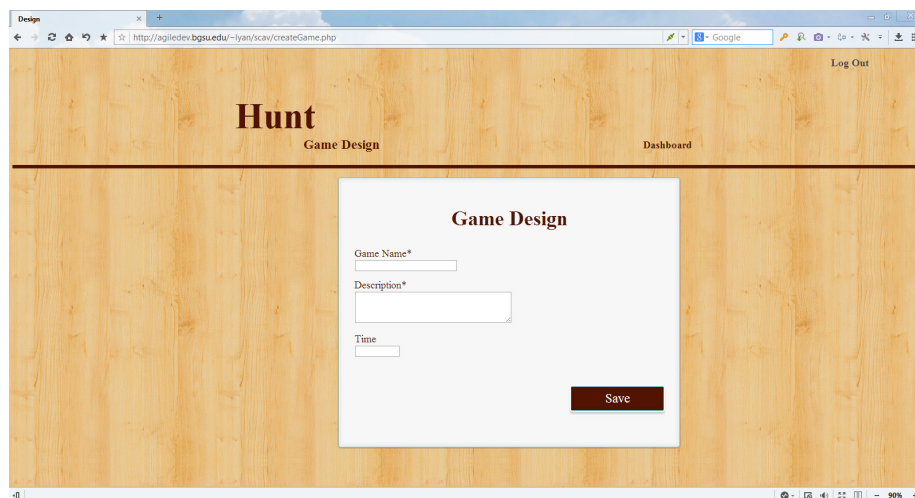 Design
http://agiledev.bgsu.edu/~lyan/scav/createGame.php
Google
Log Out
Hunt
Game Design
Dashboard
Game Design
Game Name*
Description*
Time
Save
90%